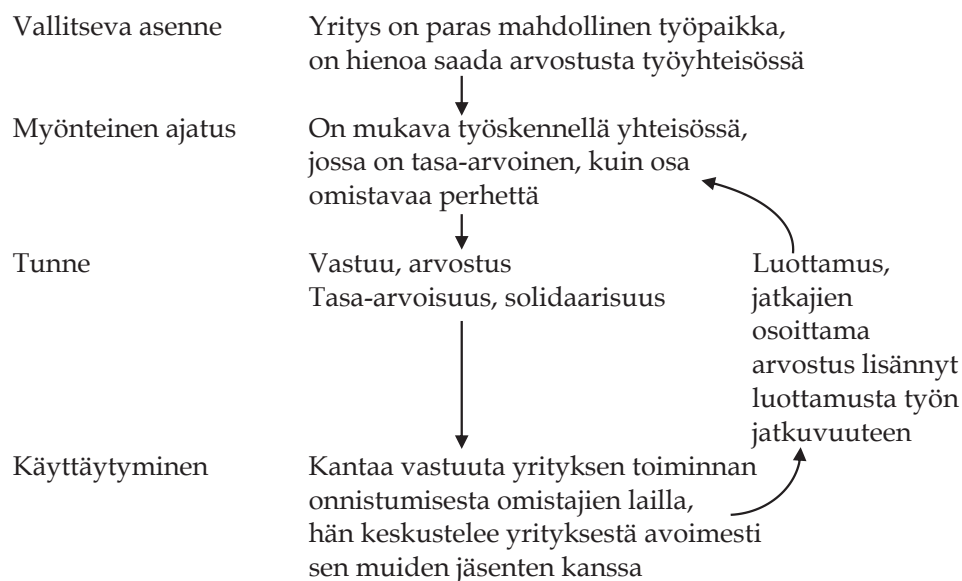 Vallitseva asenne
Yritys on paras mahdollinen työpaikka,
on hienoa saada arvostusta työyhteisössä
Myönteinen ajatus
On mukava työskennellä yhteisössä,
jossa on tasa-arvoinen, kuin osa
omistavaa perhettä
Tunne
Vastuu, arvostus
Tasa-arvoisuus, solidaarisuus
Luottamus,
jatkajien
osoittama
arvostus lisännyt
luottamusta työn
jatkuvuuteen
Käyttäytyminen
Kantaa vastuuta yrityksen toiminnan
onnistumisesta omistajien lailla,
hän keskustelee yrityksestä avoimesti
sen muiden jäsenten kanssa